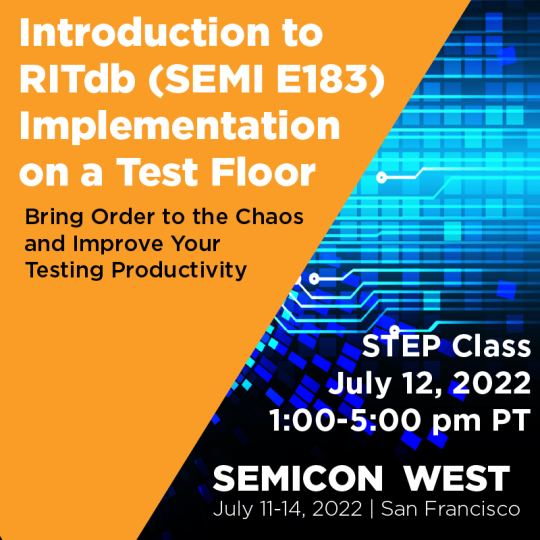 Introduction to
RITdb (SEMI E183)
Implementation
on a Test Floor
Bring Order to the Chaos
and Improve Your
Testing Productivity
STEP Class
July 12, 2022
1:00-5:00 pm PT
SEMICON WEST
July 11-14, 2022 | San Francisco